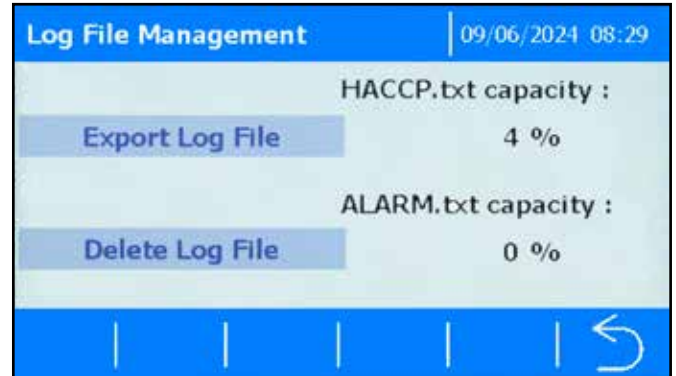 Log File Management
09/06/2024 08:29
HACCP.txt capacity :
Export Log File
4 %
ALARM.txt capacity :
Delete Log File
0 %